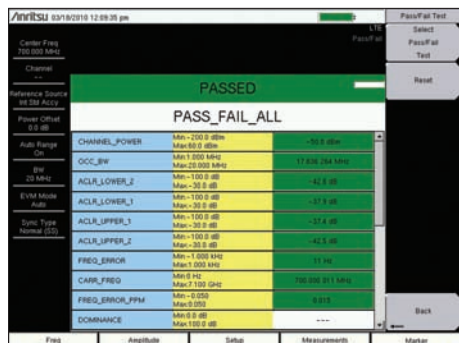 Anritsu 03/18/2010 12:09:35 pm
Pass/Fail Test
LTE
Pass/Fail
Select
Pass/Fail
Test
Reset
Center Freq
700.000 MHz
Channel
--
Reference Source
Int Std Accy
Power Offset
0.0 dB
Auto Range
On
BW
20 MHz
EVM Mode
Auto
Sync Type
Normal (SS)
PASSED
PASS_FAIL_ALL
CHANNEL_POWER
Min:-200.0 dBm
Max:60.0 dBm
-50.8 dBm
OCC_BW
Min:1.000 MHz
Max:20.000 MHz
17.836 264 MHz
ACLR_LOWER_2
Min:-100.0 dB
Max:-30.0 dB
-42.5 dB
ACLR_LOWER_1
Min:-100.0 dB
Max:-30.0 dB
-37.9 dB
ACLR_UPPER_1
Min:-100.0 dB
Max:-30.0 dB
-37.4 dB
ACLR_UPPER_2
Min:-100.0 dB
Max:-30.0 dB
-42.5 dB
FREQ_ERROR
Min:-1.000 kHz
Max:1.000 kHz
11 Hz
CARR_FREQ
Min:0 Hz
Max:7.100 GHz
700.000 011 MHz
FREQ_ERROR_PPM
Min:-0.050
Max:0.050
0.015
DOMINANCE
Min:0.0 dB
Max:100.0 dB
---
Back
Freq
Amplitude
Setup
Measurements
Marker